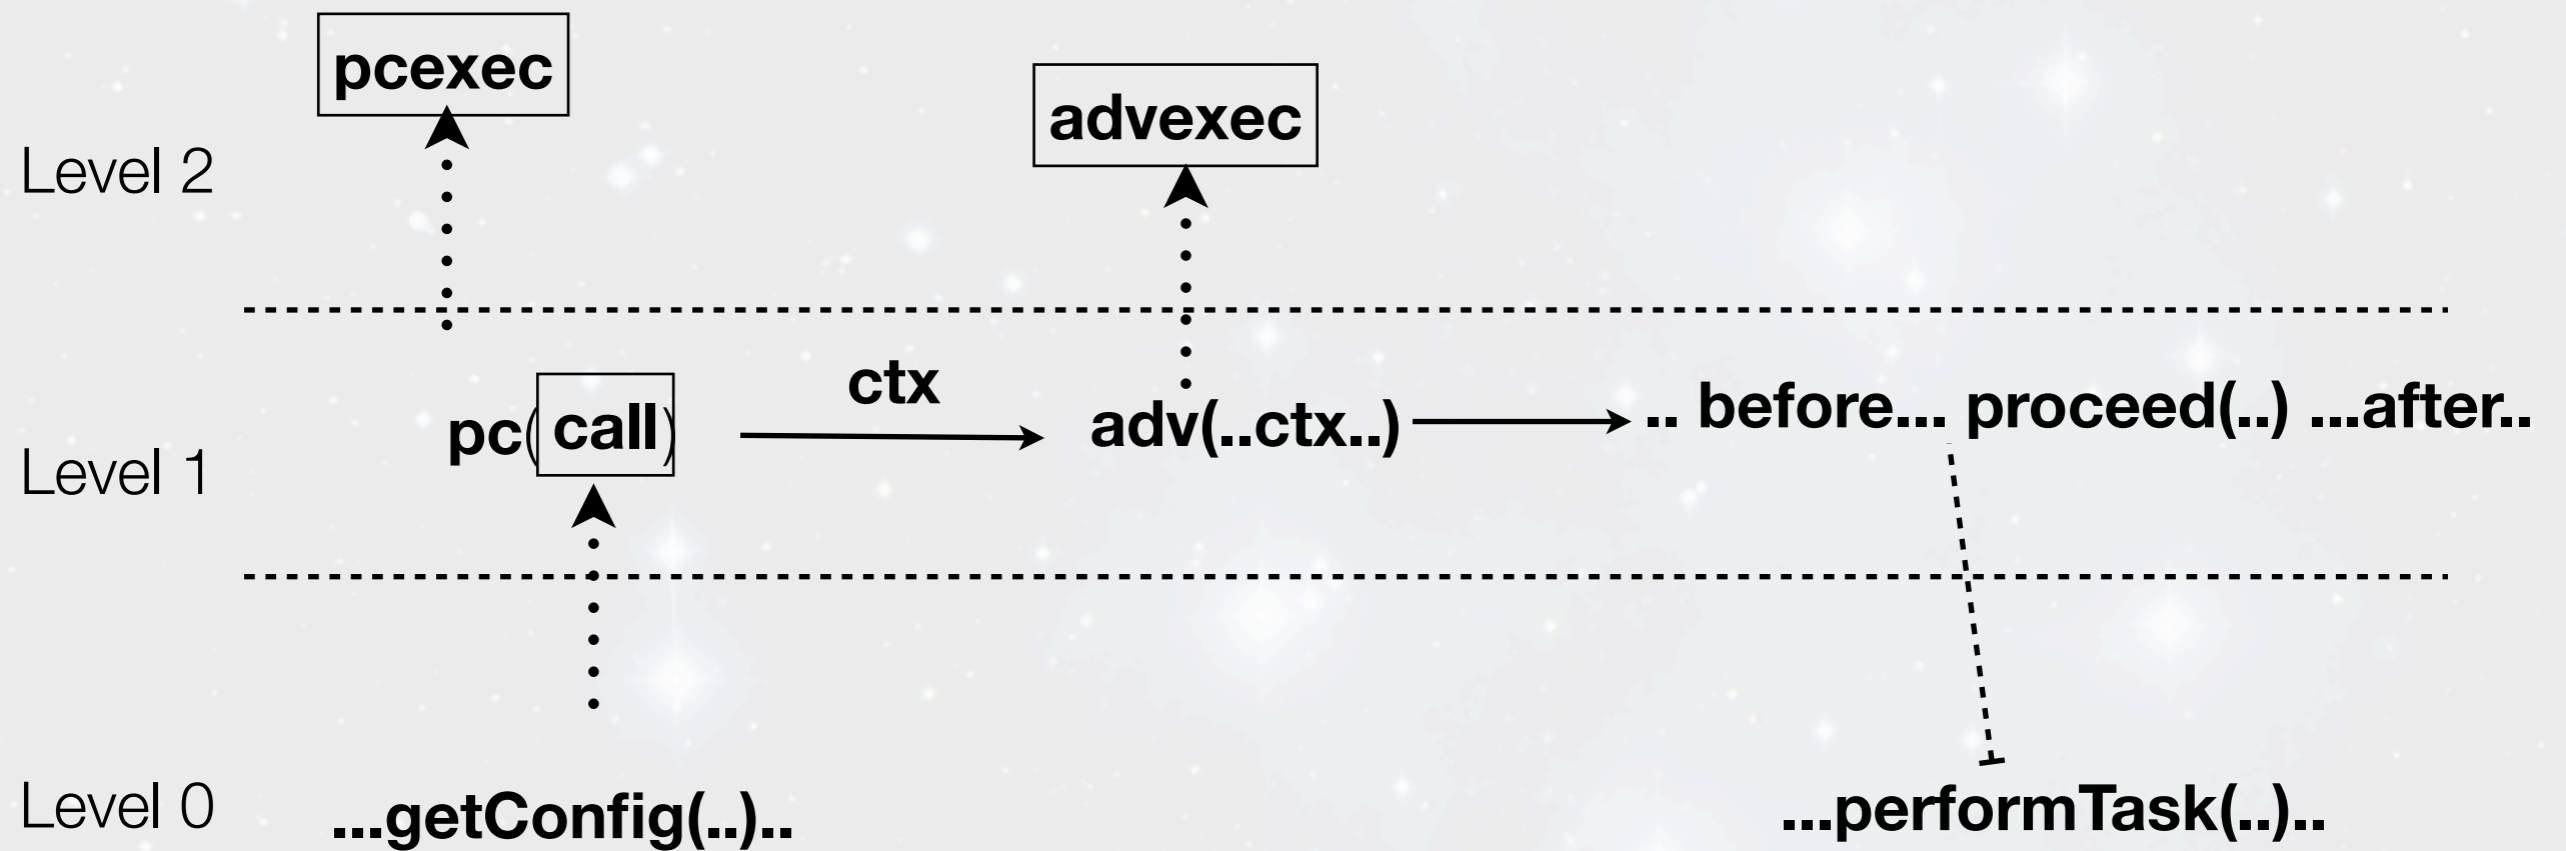 pcexec
advexec
Level 2
ctx
pc( call)
adv(..ctx..)
.. before... proceed(..) ...after..
Level 1
Level 0
...getConfig(..)..
...performTask(..)..